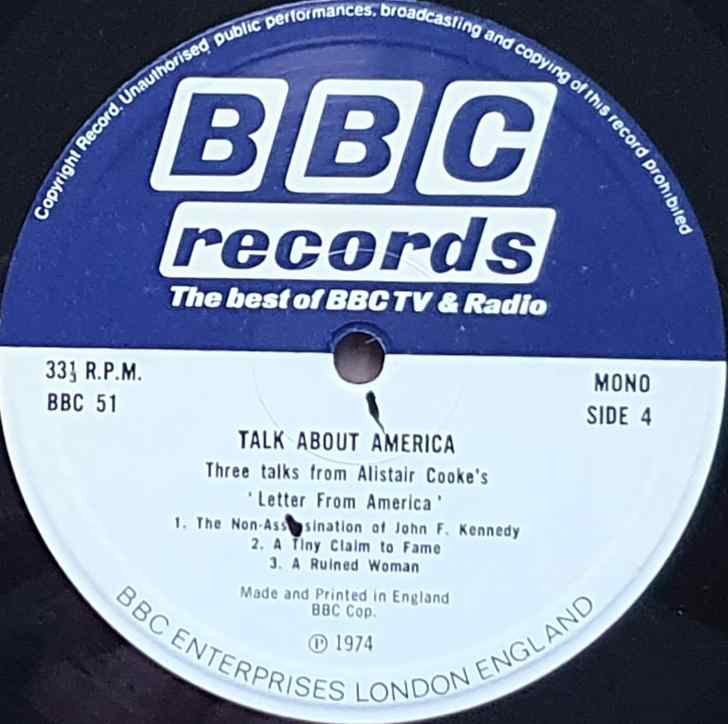 Copyright Record. Unauthorised public performances, broadcasting and copying of this record prohibited
BBC
records
The best of BBC TV & Radio
33⅓ R.P.M.
BBC 51
MONO
SIDE 4
TALK ABOUT AMERICA
Three talks from Alistair Cooke's
'Letter From America'
1. The Non-Assassination of John F. Kennedy
2. A Tiny Claim to Fame
3. A Ruined Woman
Made and Printed in England
BBC Cop.
Ⓟ 1974
BBC ENTERPRISES LONDON ENGLAND